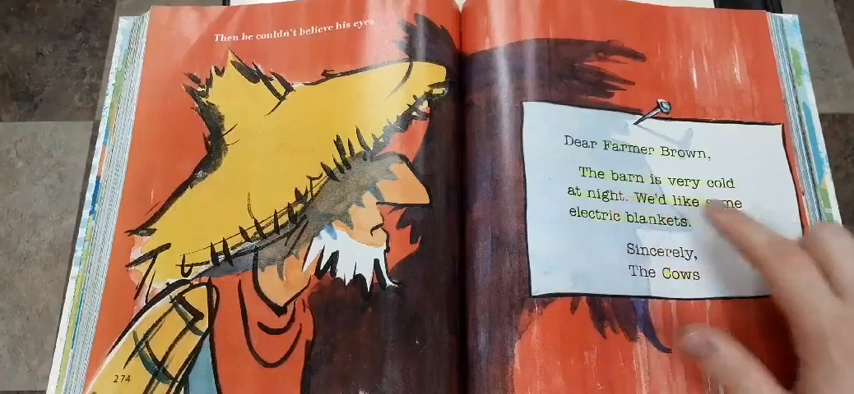 Then he couldn't believe his eyes.
Dear Farmer Brown,
The barn is very cold
at night. We'd like some
electric blankets.
Sincerely,
The Cows
274